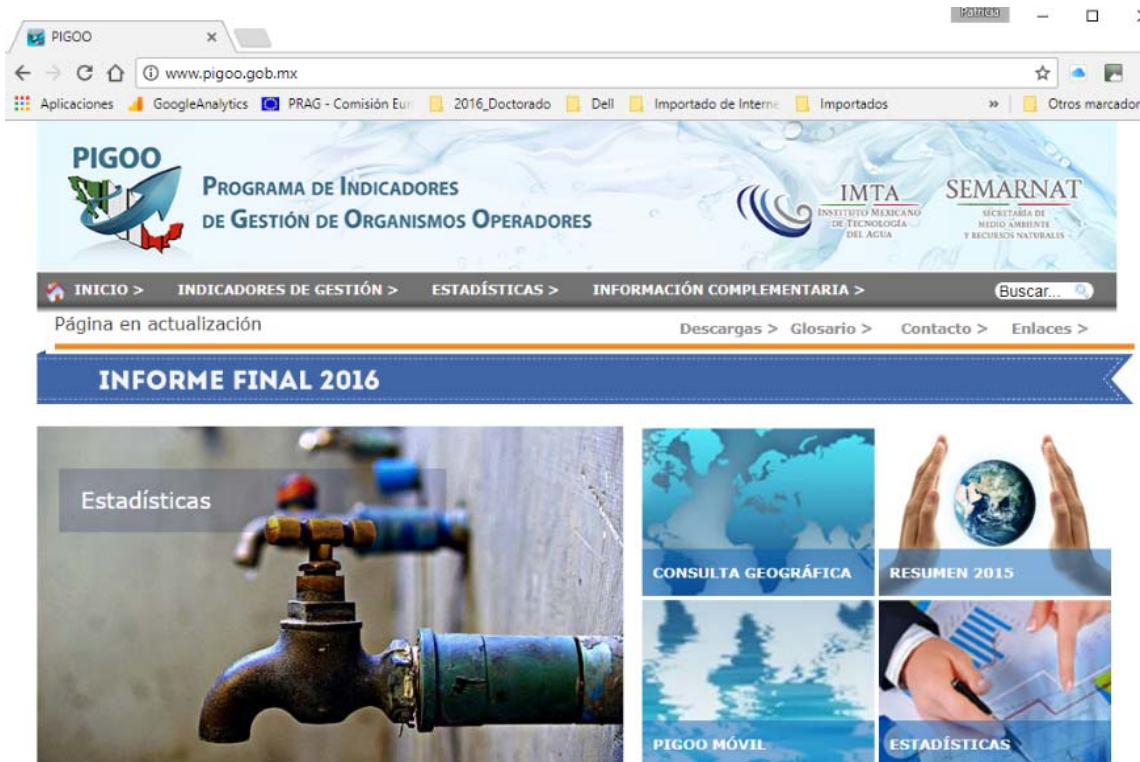 Patricia
PIGOO
www.pigoo.gob.mx
Aplicaciones GoogleAnalytics PRAG - Comisión Eur 2016_Doctorado Dell Importado de Interne Importados » Otros marcador
PIGOO
PROGRAMA DE INDICADORES
DE GESTIÓN DE ORGANISMOS OPERADORES
IMTA
INSTITUTO MEXICANO
DE TECNOLOGÍA
DEL AGUA
SEMARNAT
SECRETARÍA DE
MEDIO AMBIENTE
Y RECURSOS NATURALES
INICIO > INDICADORES DE GESTIÓN > ESTADÍSTICAS > INFORMACIÓN COMPLEMENTARIA > Buscar...
Página en actualización Descargas > Glosario > Contacto > Enlaces >
INFORME FINAL 2016
Estadísticas
CONSULTA GEOGRÁFICA
RESUMEN 2015
PIGOO MÓVIL
ESTADÍSTICAS